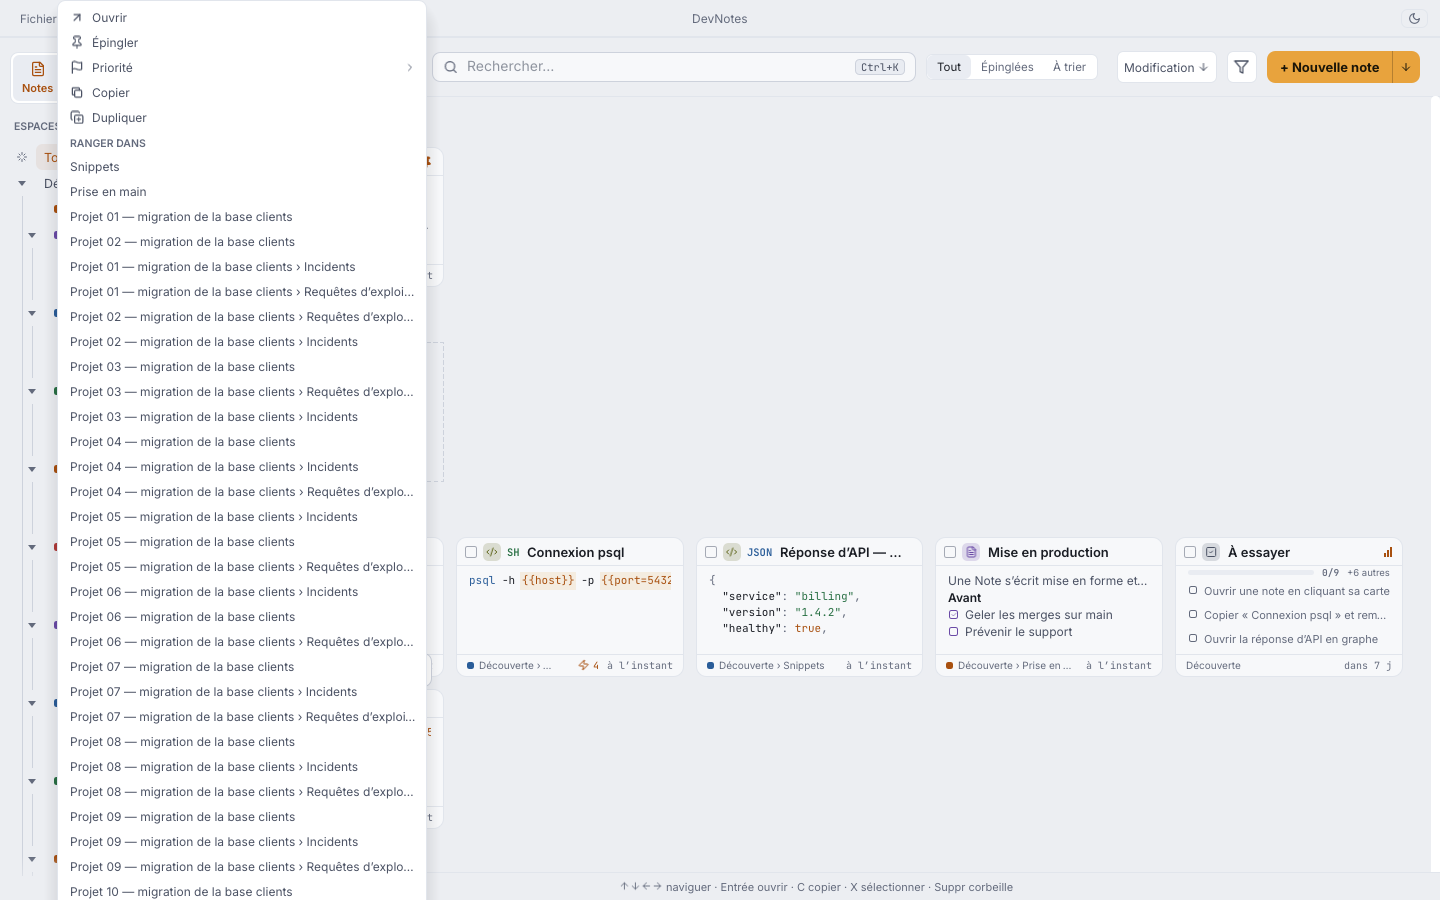 Fichier
DevNotes
Ouvrir
Épingler
Priorité
Copier
Dupliquer
RANGER DANS
Snippets
Prise en main
Projet 01 — migration de la base clients
Projet 02 — migration de la base clients
Projet 01 — migration de la base clients › Incidents
Projet 01 — migration de la base clients › Requêtes d’exploi…
Projet 02 — migration de la base clients › Requêtes d’explo…
Projet 02 — migration de la base clients › Incidents
Projet 03 — migration de la base clients
Projet 03 — migration de la base clients › Requêtes d’explo…
Projet 03 — migration de la base clients › Incidents
Projet 04 — migration de la base clients
Projet 04 — migration de la base clients › Incidents
Projet 04 — migration de la base clients › Requêtes d’explo…
Projet 05 — migration de la base clients › Incidents
Projet 05 — migration de la base clients
Projet 05 — migration de la base clients › Requêtes d’explo…
Projet 06 — migration de la base clients › Incidents
Projet 06 — migration de la base clients
Projet 06 — migration de la base clients › Requêtes d’explo…
Projet 07 — migration de la base clients
Projet 07 — migration de la base clients › Incidents
Projet 07 — migration de la base clients › Requêtes d’exploi…
Projet 08 — migration de la base clients
Projet 08 — migration de la base clients › Incidents
Projet 08 — migration de la base clients › Requêtes d’explo…
Projet 09 — migration de la base clients
Projet 09 — migration de la base clients › Incidents
Projet 09 — migration de la base clients › Requêtes d’explo…
Projet 10 — migration de la base clients
Notes
Rechercher… Ctrl+K
Tout Épinglées À trier
Modification ↓
+ Nouvelle note ↓
SH Connexion psql
psql -h {{host}} -p {{port=5432
Découverte › … 4 à l’instant
JSON Réponse d’API — …
{
"service": "billing",
"version": "1.4.2",
"healthy": true,
Découverte › Snippets à l’instant
Mise en production
Une Note s’écrit mise en forme et…
Avant
Geler les merges sur main
Prévenir le support
Découverte › Prise en … à l’instant
À essayer
0/9 +6 autres
Ouvrir une note en cliquant sa carte
Copier « Connexion psql » et rem…
Ouvrir la réponse d’API en graphe
Découverte dans 7 j
↑ ↓ ← → naviguer · Entrée ouvrir · C copier · X sélectionner · Suppr corbeille